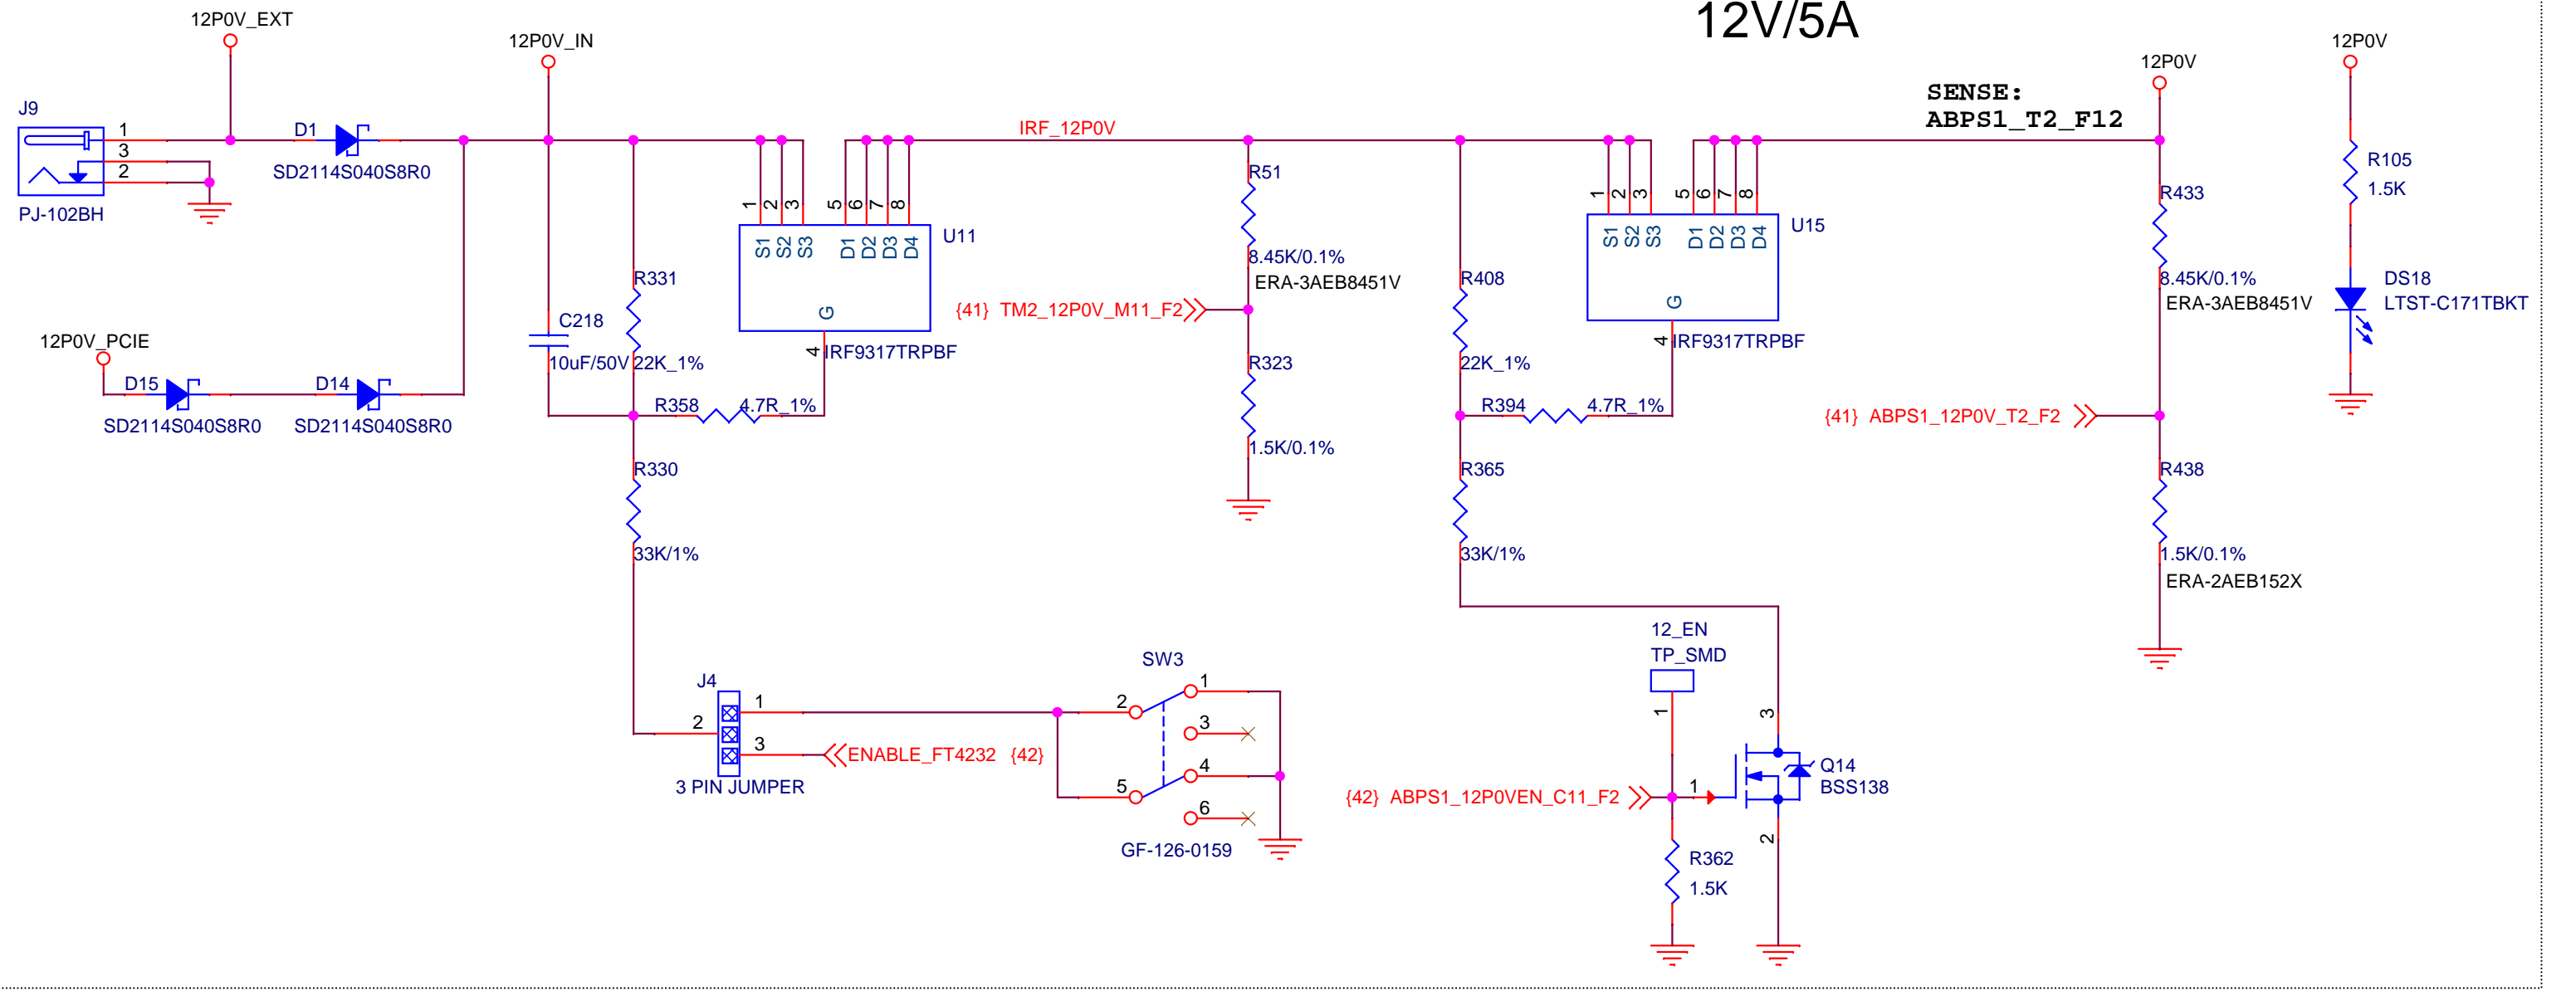 12V/5A
12P0V_EXT
12P0V_IN
12P0V
12P0V
SENSE:
ABPS1_T2_F12
J9
1
3
2
PJ-102BH
D1
SD2114S040S8R0
IRF_12P0V
12P0V_PCIE
D15
SD2114S040S8R0
D14
SD2114S040S8R0
C218
10uF/50V
R331
22K_1%
R358
4.7R_1%
R330
33K/1%
1
2
3
5
6
7
8
S1
S2
S3
D1
D2
D3
D4
G
4
U11
IRF9317TRPBF
R51
8.45K/0.1%
ERA-3AEB8451V
{41} TM2_12P0V_M11_F2
R323
1.5K/0.1%
R408
22K_1%
R394
4.7R_1%
R365
33K/1%
1
2
3
5
6
7
8
S1
S2
S3
D1
D2
D3
D4
G
4
U15
IRF9317TRPBF
R433
8.45K/0.1%
ERA-3AEB8451V
{41} ABPS1_12P0V_T2_F2
R438
1.5K/0.1%
ERA-2AEB152X
R105
1.5K
DS18
LTST-C171TBKT
J4
1
2
3
3 PIN JUMPER
ENABLE_FT4232 {42}
SW3
2
1
3
5
4
6
GF-126-0159
12_EN
TP_SMD
1
{42} ABPS1_12P0VEN_C11_F2
1
3
2
Q14
BSS138
R362
1.5K